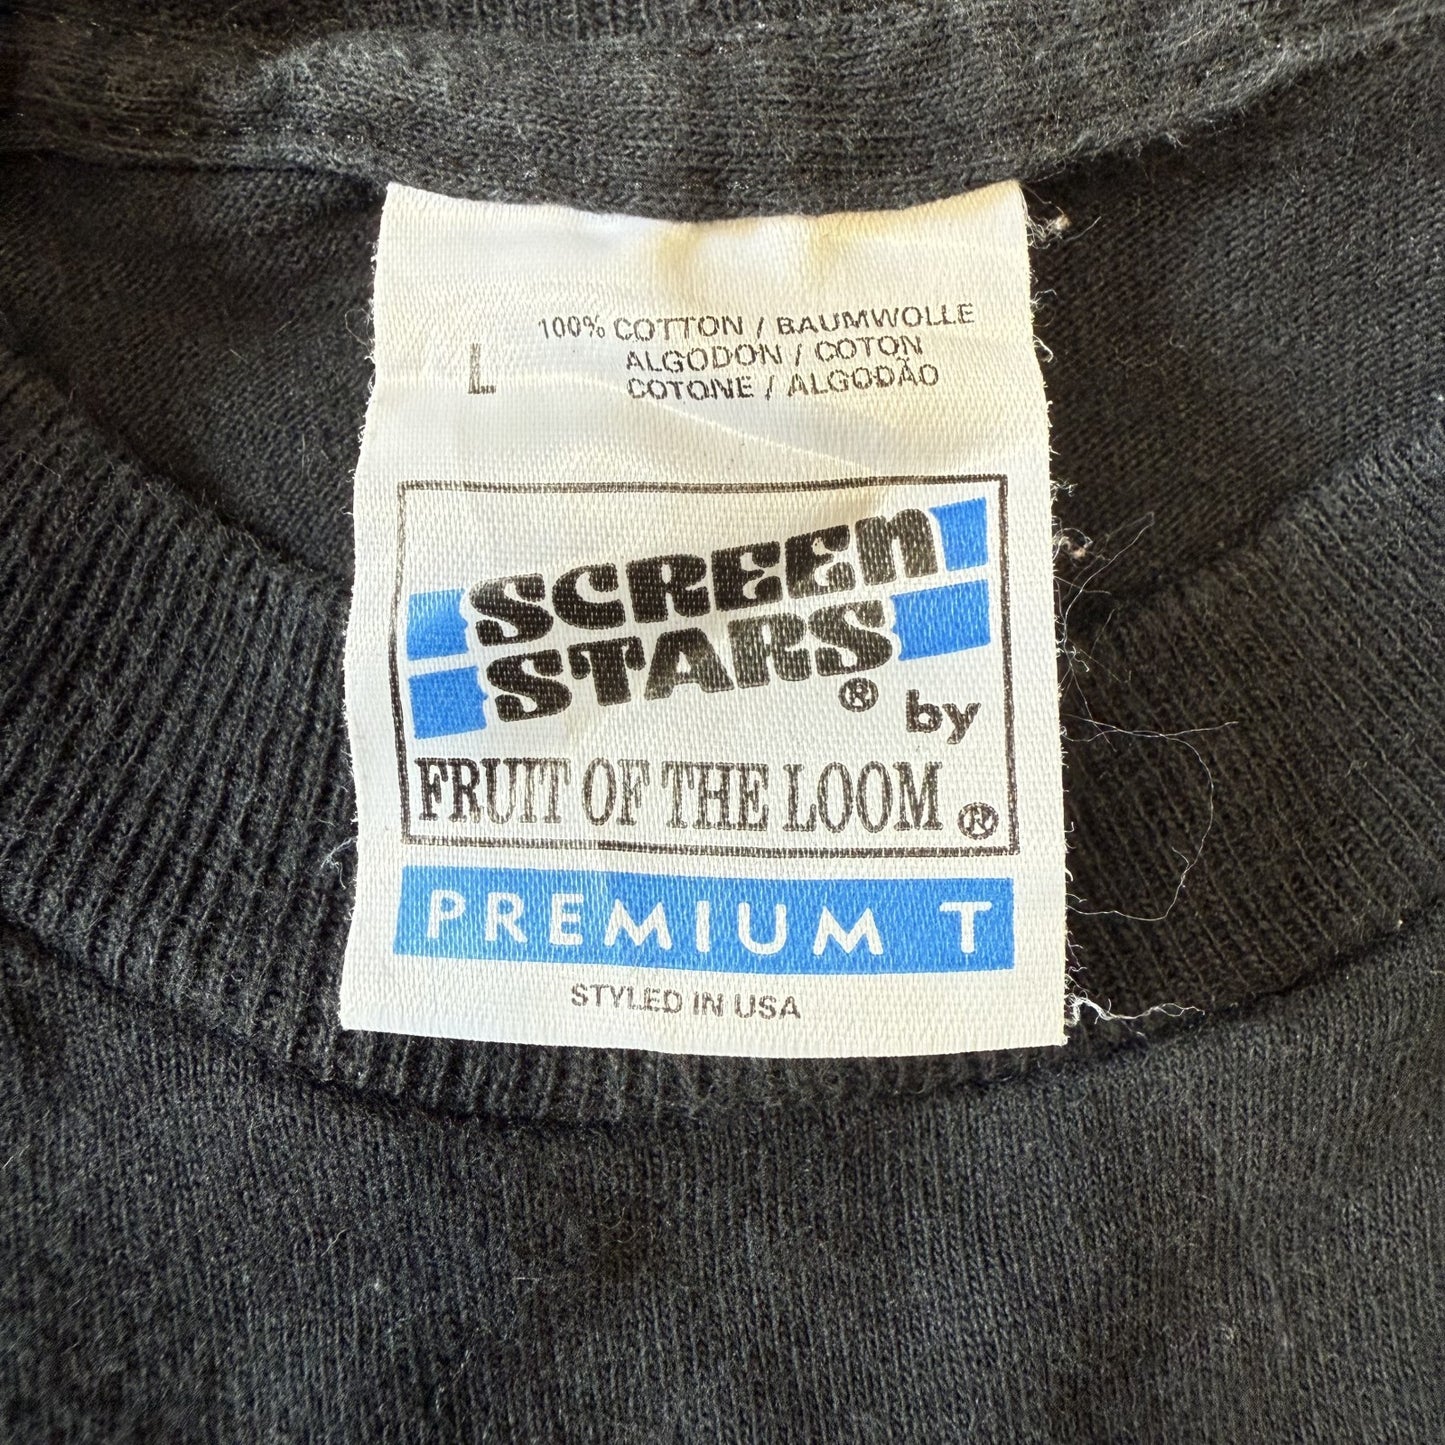 L
100% COTTON / BAUMWOLLE
ALGODON / COTON
COTONE / ALGODÃO
SCREEN
STARS® by
FRUIT OF THE LOOM®
PREMIUM T
STYLED IN USA